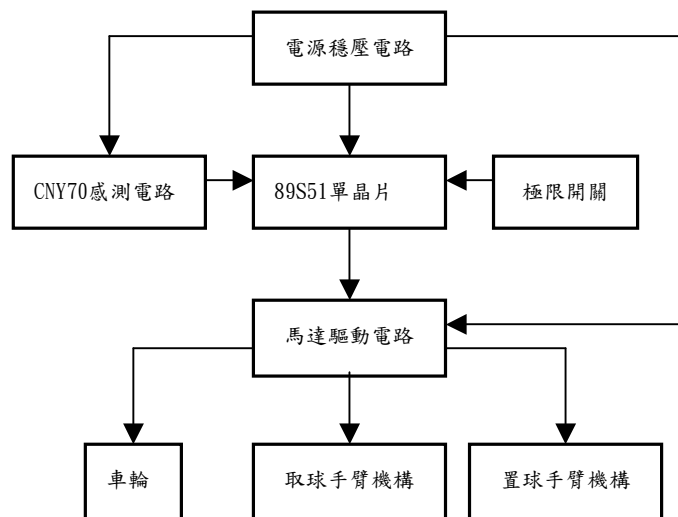 電源穩壓電路
CNY70感測電路
89S51單晶片
極限開關
馬達驅動電路
車輪
取球手臂機構
置球手臂機構